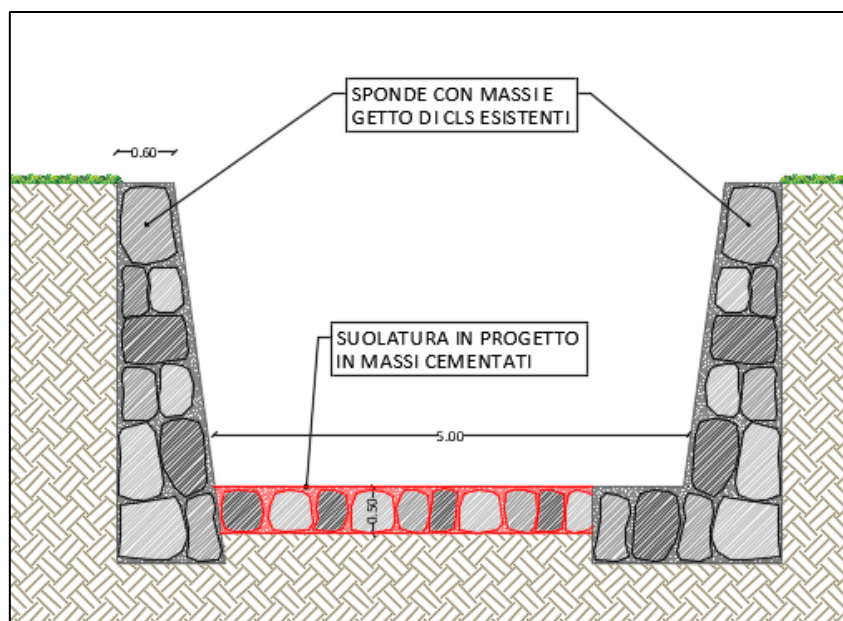 SPONDE CON MASSI E
GETTO DI CLS ESISTENTI
0.60
SUOLATURA IN PROGETTO
IN MASSI CEMENTATI
5.00
0.50